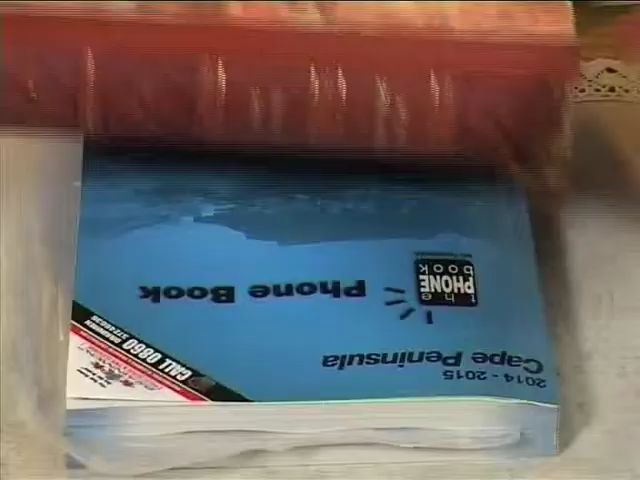 2014 - 2015
Cape Peninsula
the
PHONE
book
Phone Book
CALL 0860